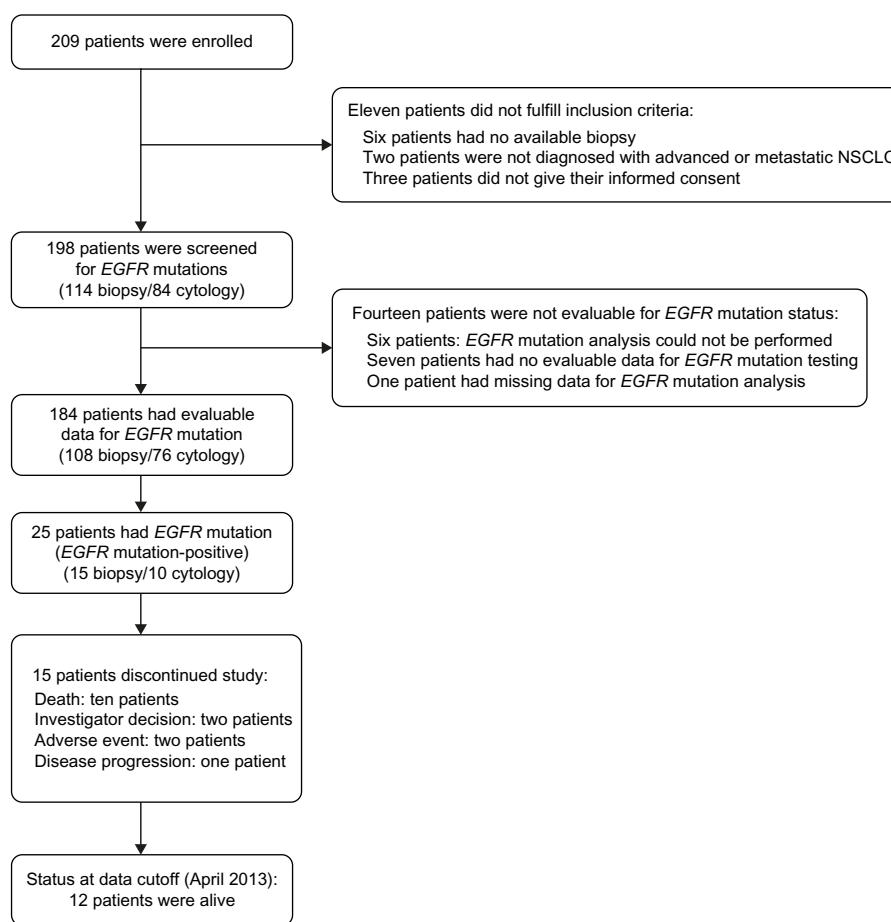 209 patients were enrolled
Eleven patients did not fulfill inclusion criteria:
Six patients had no available biopsy
Two patients were not diagnosed with advanced or metastatic NSCLC
Three patients did not give their informed consent
198 patients were screened
for EGFR mutations
(114 biopsy/84 cytology)
Fourteen patients were not evaluable for EGFR mutation status:
Six patients: EGFR mutation analysis could not be performed
Seven patients had no evaluable data for EGFR mutation testing
One patient had missing data for EGFR mutation analysis
184 patients had evaluable
data for EGFR mutation
(108 biopsy/76 cytology)
25 patients had EGFR mutation
(EGFR mutation-positive)
(15 biopsy/10 cytology)
15 patients discontinued study:
Death: ten patients
Investigator decision: two patients
Adverse event: two patients
Disease progression: one patient
Status at data cutoff (April 2013):
12 patients were alive